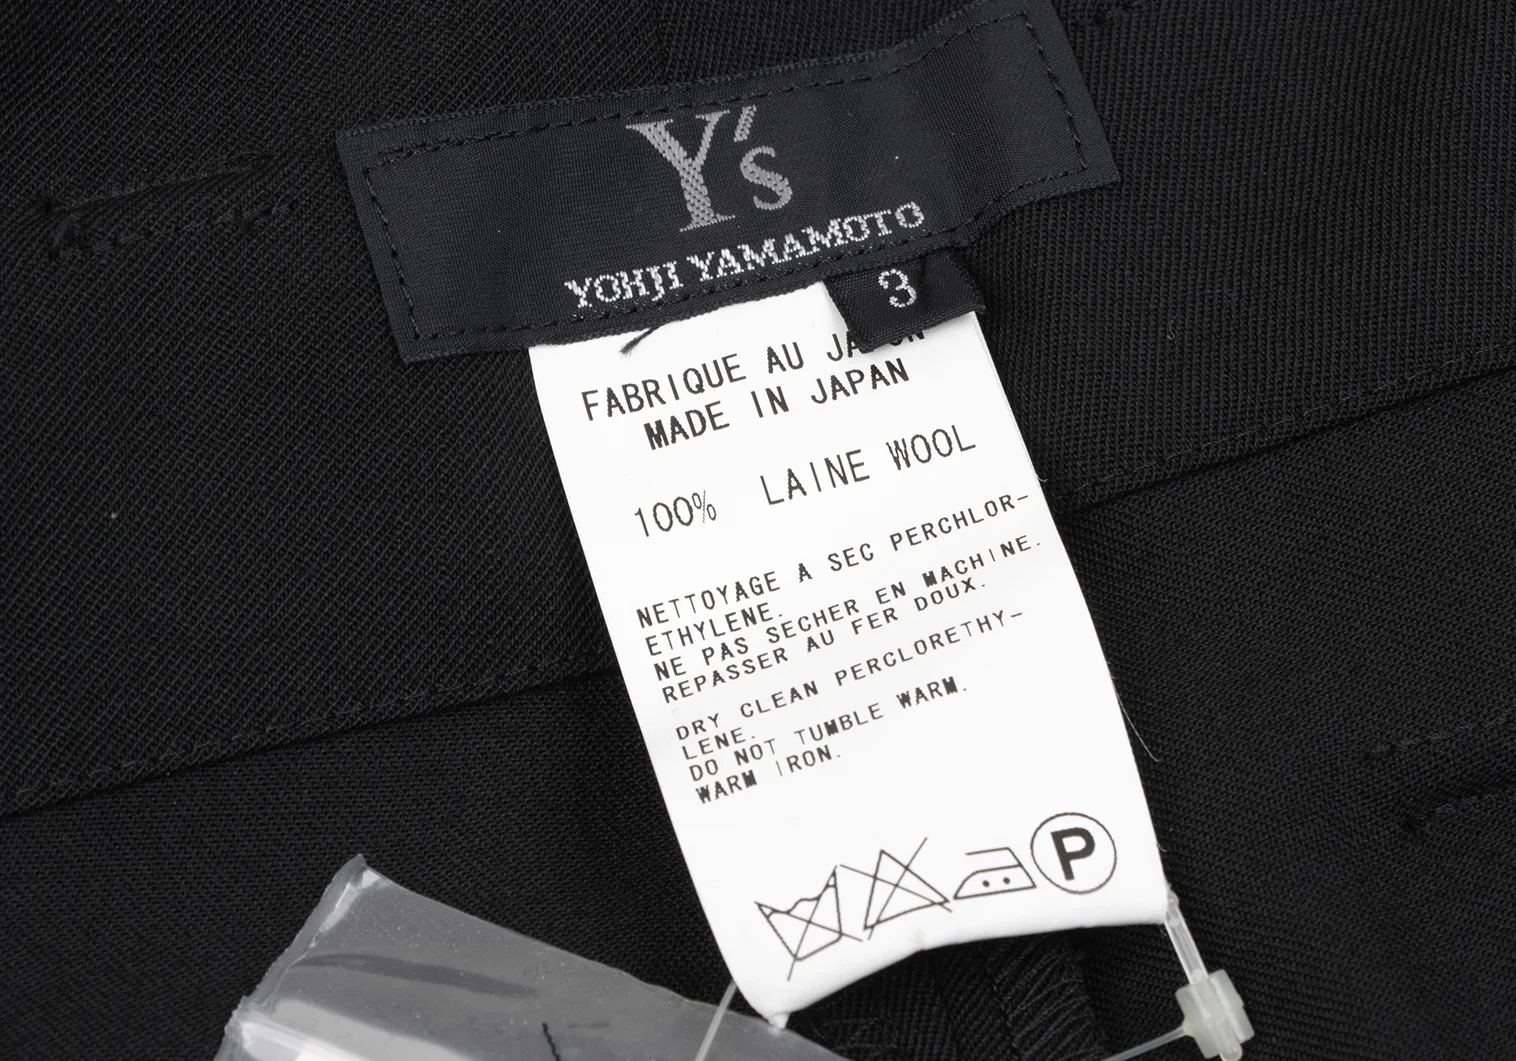 Y's
YOHJI YAMAMOTO
3
FABRIQUE AU
MADE IN JAPAN
100% LAINE WOOL
NETTOYAGE A SEC PERCHLOR-
ETHYLENE.
NE PAS SECHER EN MACHINE.
REPASSER AU FER DOUX.
DRY CLEAN PERCLORETHY-
LENE.
DO NOT TUMBLE WARM.
WARM IRON.
P